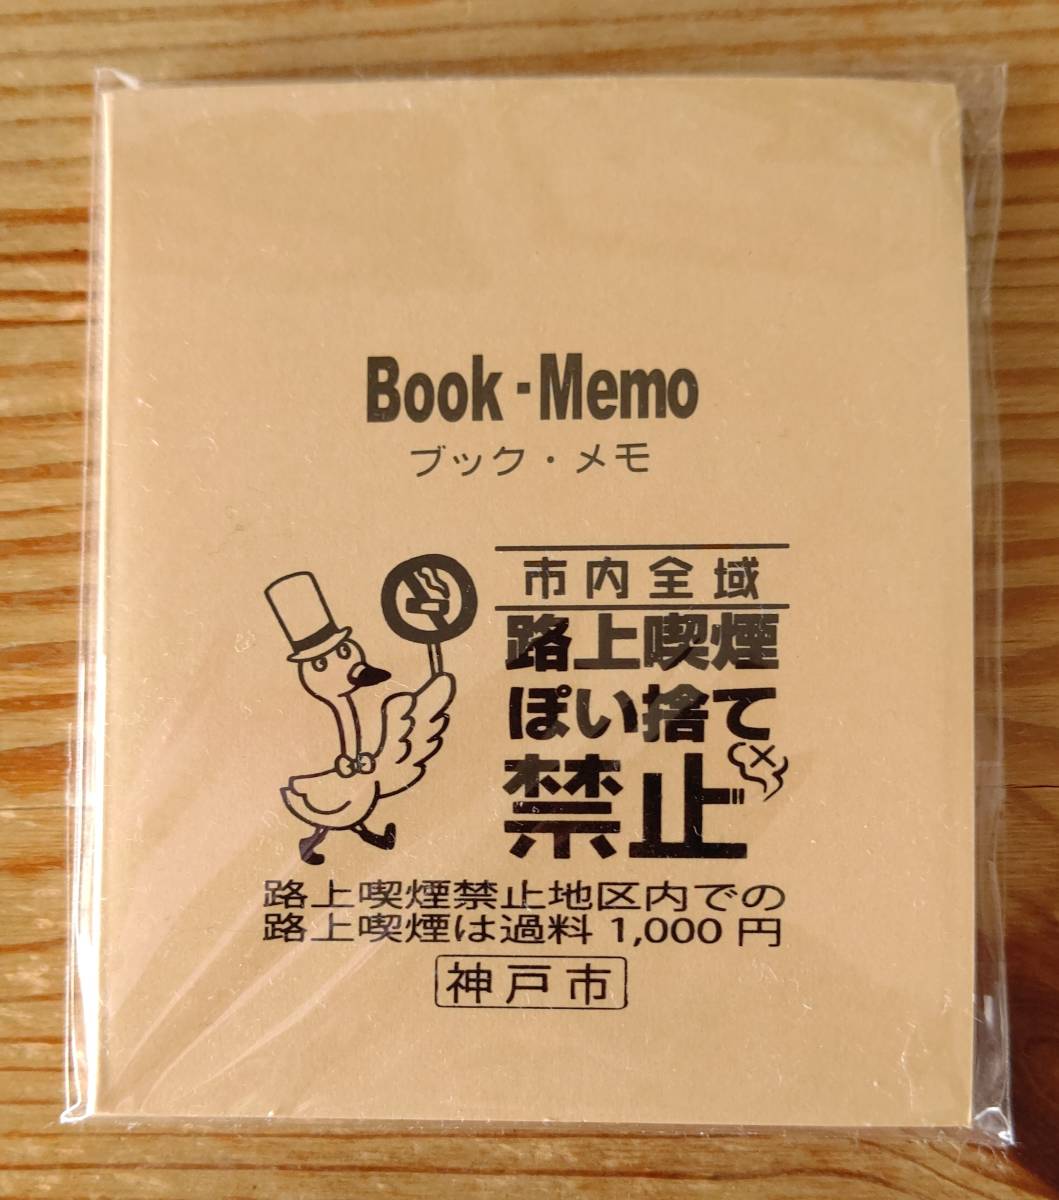 Book - Memo
ブック・メモ
市内全域
路上喫煙
ぽい捨て
禁止
路上喫煙禁止地区内での
路上喫煙は過料 1,000 円
神戸市